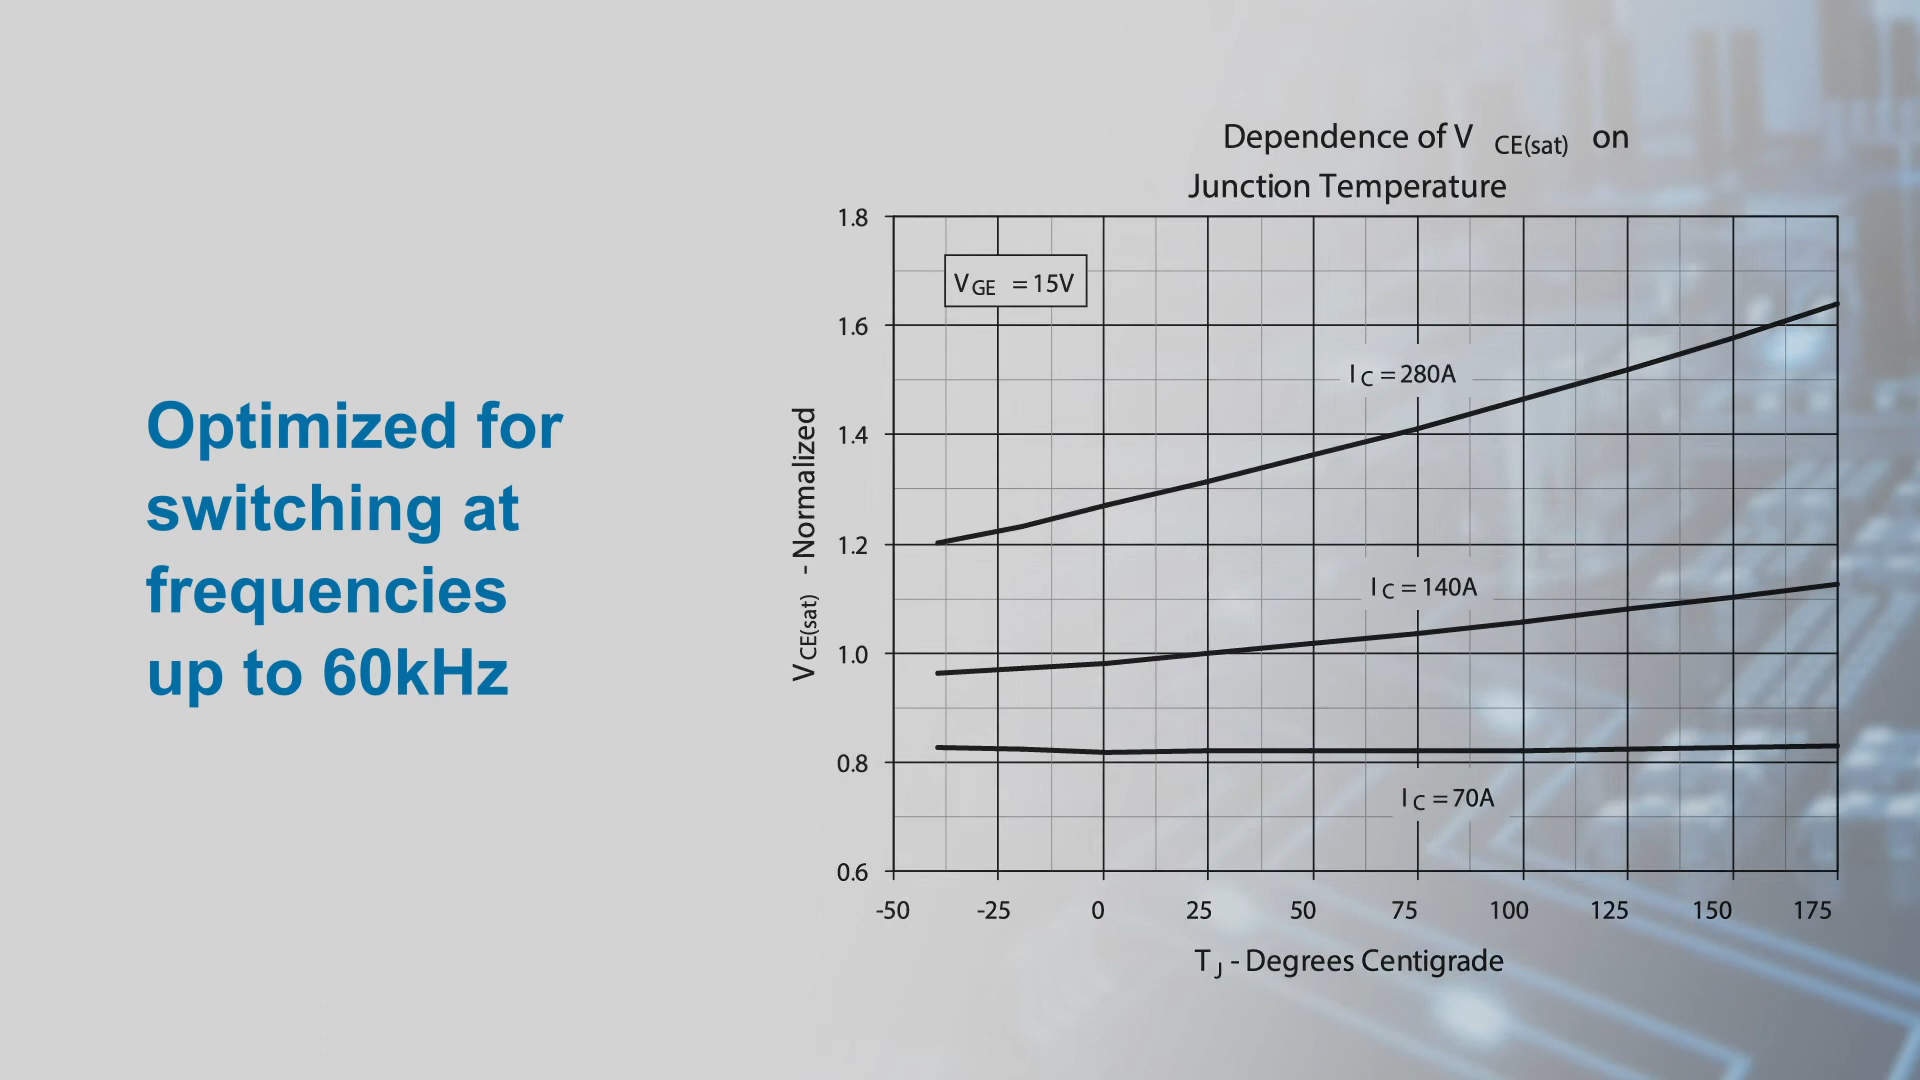 Optimized for
switching at
frequencies
up to 60kHz
Dependence of V CE(sat) on
Junction Temperature
V CE(sat) - Normalized
1.8
1.6
1.4
1.2
1.0
0.8
0.6
V GE = 15V
I C = 280A
I C = 140A
I C = 70A
-50 -25 0 25 50 75 100 125 150 175
T J - Degrees Centigrade